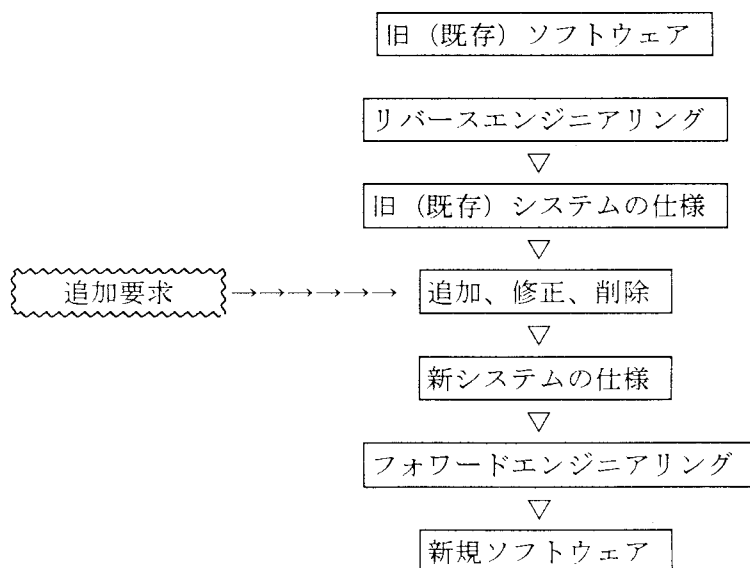 旧（既存）ソフトウェア
リバースエンジニアリング
▽
旧（既存）システムの仕様
▽
追加要求 →→→→→→ 追加、修正、削除
▽
新システムの仕様
▽
フォワードエンジニアリング
▽
新規ソフトウェア